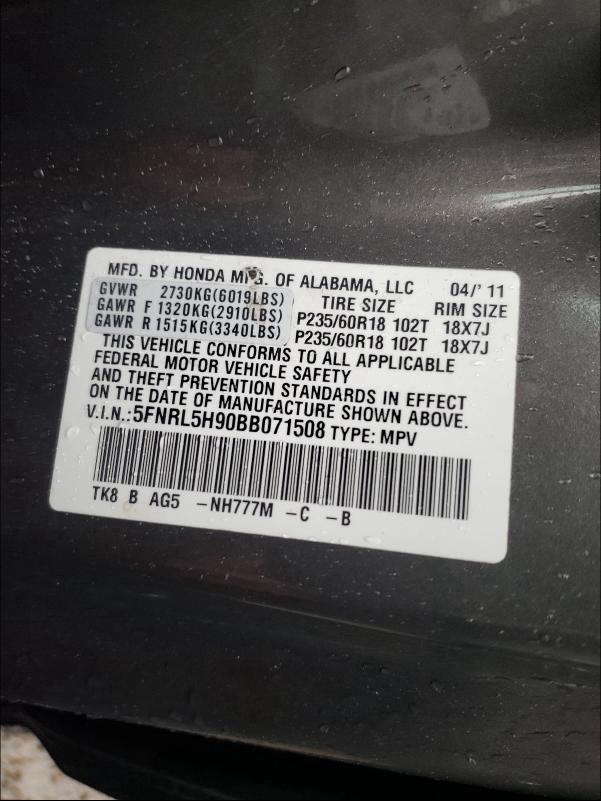 MFD. BY HONDA MFG. OF ALABAMA, LLC 04/'11
GVWR 2730KG(6019LBS) TIRE SIZE RIM SIZE
GAWR F 1320KG(2910LBS) P235/60R18 102T 18X7J
GAWR R 1515KG(3340LBS) P235/60R18 102T 18X7J
THIS VEHICLE CONFORMS TO ALL APPLICABLE
FEDERAL MOTOR VEHICLE SAFETY
AND THEFT PREVENTION STANDARDS IN EFFECT
ON THE DATE OF MANUFACTURE SHOWN ABOVE.
V.I.N.:5FNRL5H90BB071508 TYPE: MPV
TK8 B AG5 -NH777M -C -B